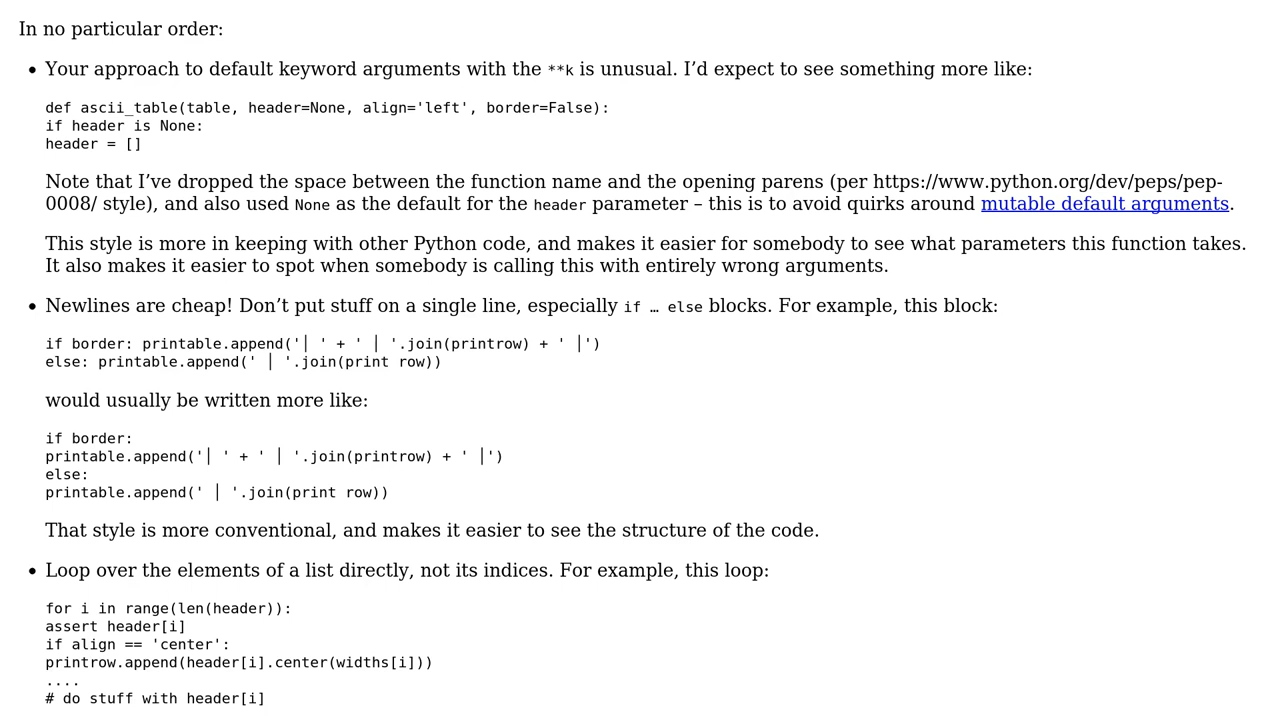 In no particular order:
• Your approach to default keyword arguments with the **k is unusual. I’d expect to see something more like:
def ascii_table(table, header=None, align='left', border=False):
if header is None:
header = []
Note that I’ve dropped the space between the function name and the opening parens (per https://www.python.org/dev/peps/pep-
0008/ style), and also used None as the default for the header parameter – this is to avoid quirks around mutable default arguments.
This style is more in keeping with other Python code, and makes it easier for somebody to see what parameters this function takes.
It also makes it easier to spot when somebody is calling this with entirely wrong arguments.
• Newlines are cheap! Don’t put stuff on a single line, especially if … else blocks. For example, this block:
if border: printable.append('│ ' + ' │ '.join(printrow) + ' │')
else: printable.append(' │ '.join(print row))
would usually be written more like:
if border:
printable.append('│ ' + ' │ '.join(printrow) + ' │')
else:
printable.append(' │ '.join(print row))
That style is more conventional, and makes it easier to see the structure of the code.
• Loop over the elements of a list directly, not its indices. For example, this loop:
for i in range(len(header)):
assert header[i]
if align == 'center':
printrow.append(header[i].center(widths[i]))
....
# do stuff with header[i]